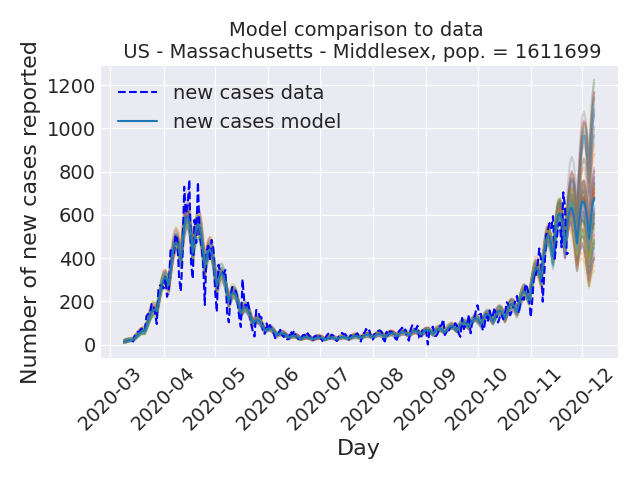 Model comparison to data
US - Massachusetts - Middlesex, pop. = 1611699
Number of new cases reported
1200
1000
800
600
400
200
0
new cases data
new cases model
2020-03
2020-04
2020-05
2020-06
2020-07
2020-08
2020-09
2020-10
2020-11
2020-12
Day